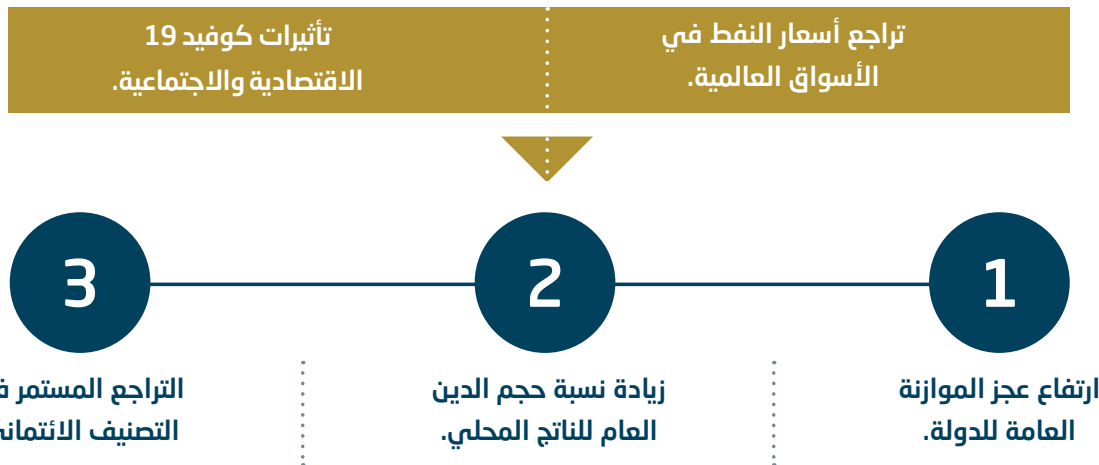 تراجع أسعار النفط في
الأسواق العالمية.
تأثيرات كوفيد 19
الاقتصادية والاجتماعية.
1
ارتفاع عجز الموازنة
العامة للدولة.
2
زيادة نسبة حجم الدين
العام للناتج المحلي.
3
التراجع المستمر
التصنيف